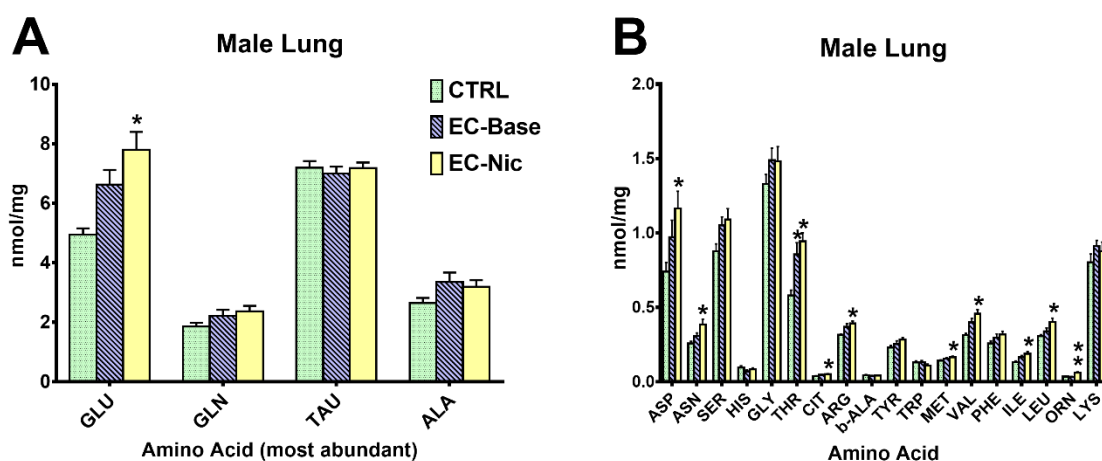 A
Male Lung
10
8
6
4
2
0
nmol/mg
*
CTRL
EC-Base
EC-Nic
GLU
GLN
TAU
ALA
Amino Acid (most abundant)
B
Male Lung
2.0
1.5
1.0
0.5
0.0
nmol/mg
*
*
* *
*
*
*
*
*
*
*
*
ASP
ASN
SER
HIS
GLY
THR
CIT
ARG
b-ALA
TYR
TRP
MET
VAL
PHE
ILE
LEU
ORN
LYS
Amino Acid